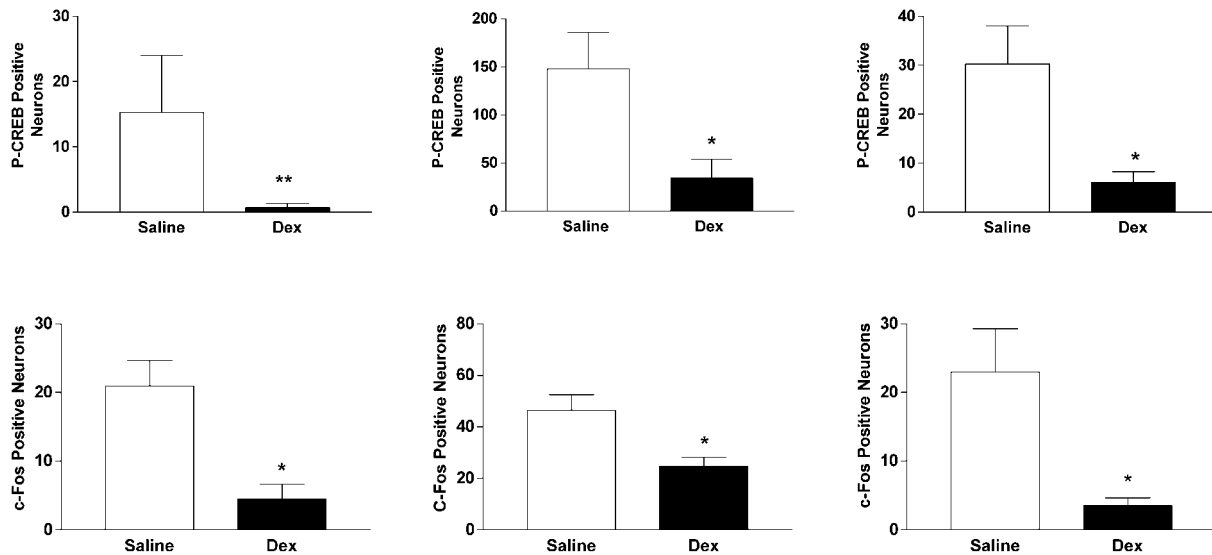 P-CREB Positive
Neurons
30
20
10
0
**
Saline
Dex
P-CREB Positive
Neurons
200
150
100
50
0
*
Saline
Dex
P-CREB Positive
Neurons
40
30
20
10
0
*
Saline
Dex
c-Fos Positive Neurons
30
20
10
0
*
Saline
Dex
C-Fos Positive Neurons
80
60
40
20
0
*
Saline
Dex
c-Fos Positive Neurons
30
20
10
0
*
Saline
Dex